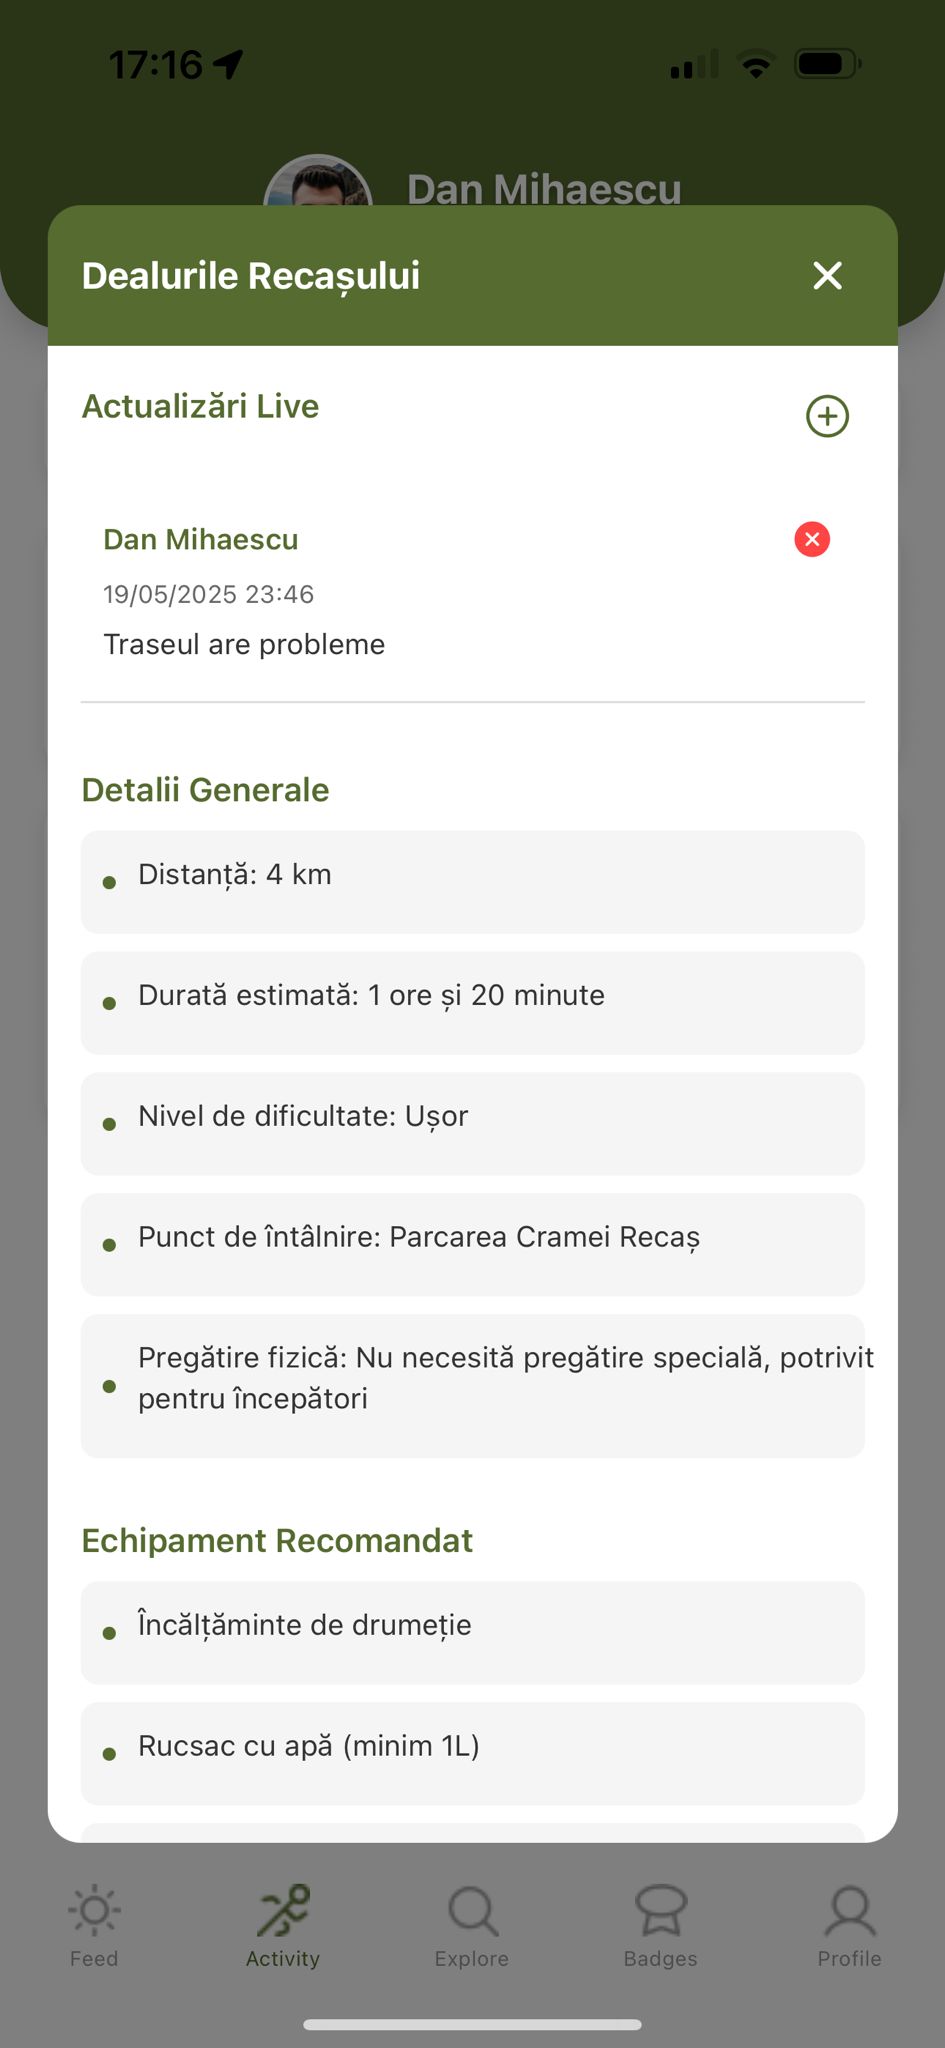 17:16
Dan Mihaescu
Dealurile Recașului
Actualizări Live
Dan Mihaescu
19/05/2025 23:46
Traseul are probleme
Detalii Generale
Distanță: 4 km
Durată estimată: 1 ore și 20 minute
Nivel de dificultate: Ușor
Punct de întâlnire: Parcarea Cramei Recaș
Pregătire fizică: Nu necesită pregătire specială, potrivit
pentru începători
Echipament Recomandat
Încălțăminte de drumeție
Rucsac cu apă (minim 1L)
Feed
Activity
Explore
Badges
Profile